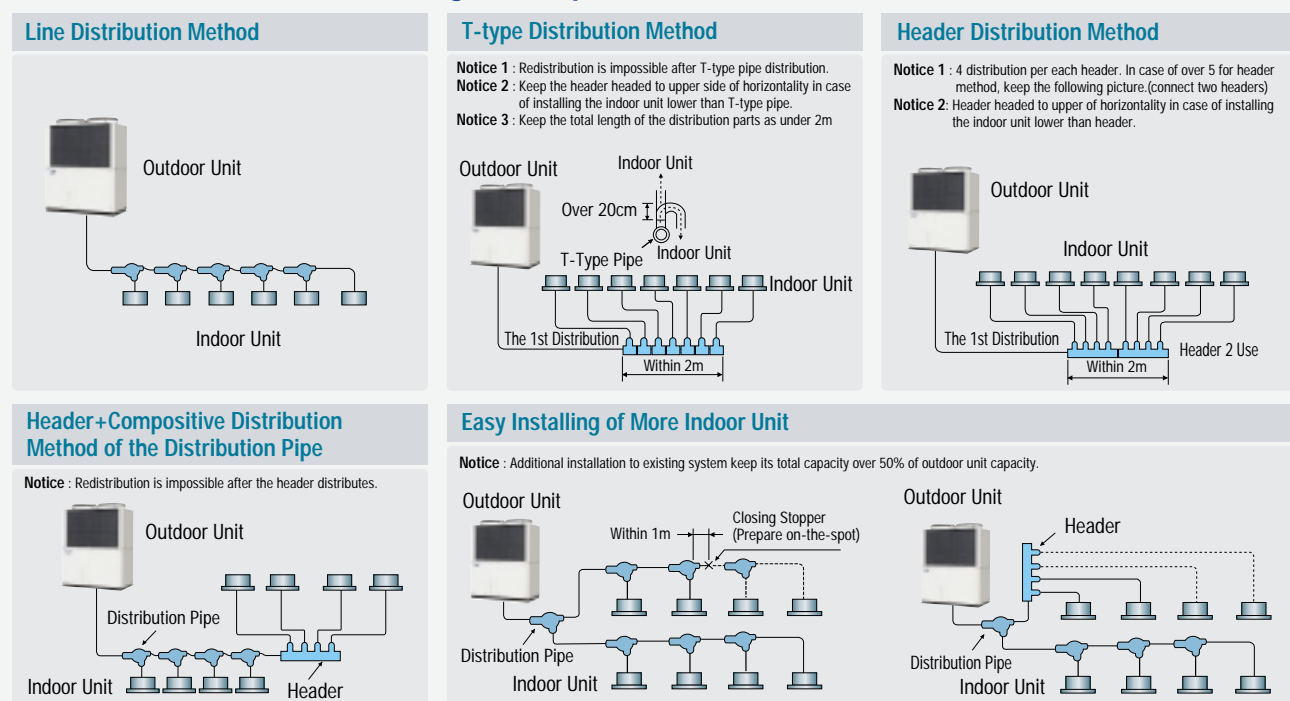 Line Distribution Method
Outdoor Unit
Indoor Unit
T-type Distribution Method
Notice 1 : Redistribution is impossible after T-type pipe distribution.
Notice 2 : Keep the header headed to upper side of horizontality in case
of installing the indoor unit lower than T-type pipe.
Notice 3 : Keep the total length of the distribution parts as under 2m
Outdoor Unit
Indoor Unit
Over 20cm
T-Type Pipe
Indoor Unit
Indoor Unit
The 1st Distribution
Within 2m
Header Distribution Method
Notice 1 : 4 distribution per each header. In case of over 5 for header
method, keep the following picture.(connect two headers)
Notice 2: Header headed to upper of horizontality in case of installing
the indoor unit lower than header.
Outdoor Unit
Indoor Unit
The 1st Distribution
Header 2 Use
Within 2m
Header+Compositive Distribution
Method of the Distribution Pipe
Notice : Redistribution is impossible after the header distributes.
Outdoor Unit
Distribution Pipe
Indoor Unit
Header
Easy Installing of More Indoor Unit
Notice : Additional installation to existing system keep its total capacity over 50% of outdoor unit capacity.
Outdoor Unit
Within 1m
Closing Stopper
(Prepare on-the-spot)
Distribution Pipe
Indoor Unit
Outdoor Unit
Header
Distribution Pipe
Indoor Unit